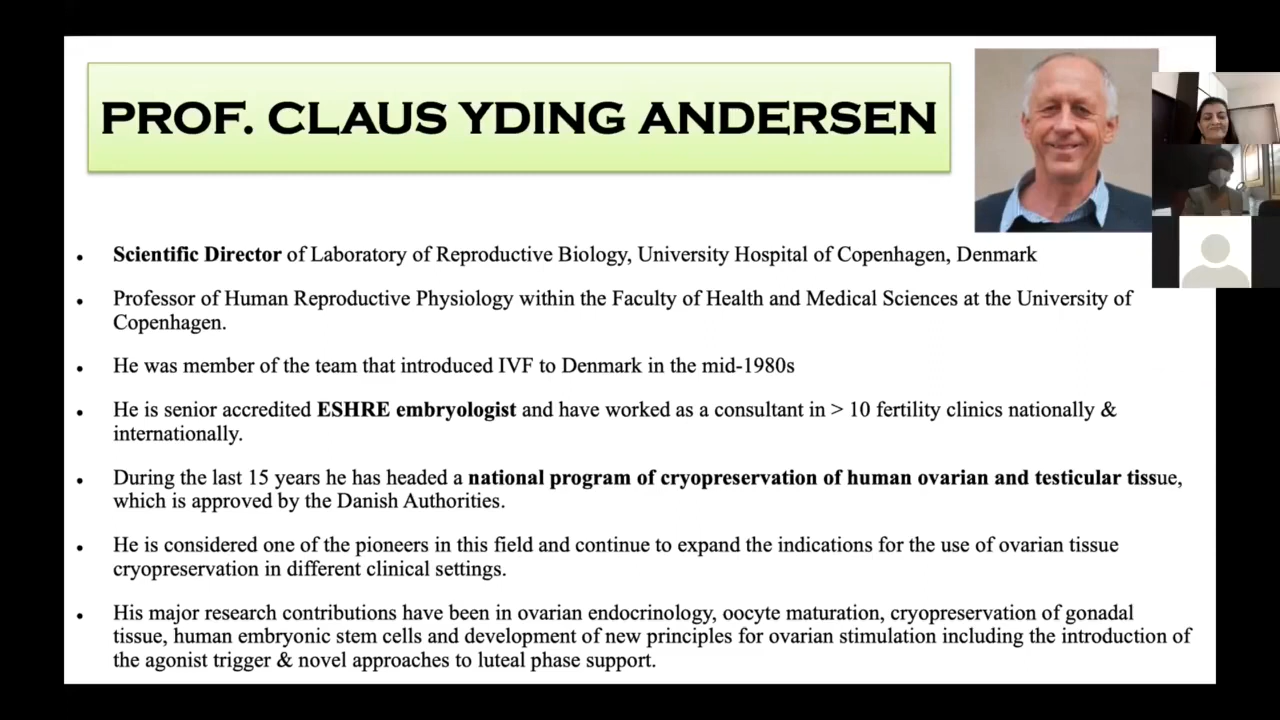 PROF. CLAUS YDING ANDERSEN
• Scientific Director of Laboratory of Reproductive Biology, University Hospital of Copenhagen, Denmark
• Professor of Human Reproductive Physiology within the Faculty of Health and Medical Sciences at the University of
Copenhagen.
• He was member of the team that introduced IVF to Denmark in the mid-1980s
• He is senior accredited ESHRE embryologist and have worked as a consultant in > 10 fertility clinics nationally &
internationally.
• During the last 15 years he has headed a national program of cryopreservation of human ovarian and testicular tissue,
which is approved by the Danish Authorities.
• He is considered one of the pioneers in this field and continue to expand the indications for the use of ovarian tissue
cryopreservation in different clinical settings.
• His major research contributions have been in ovarian endocrinology, oocyte maturation, cryopreservation of gonadal
tissue, human embryonic stem cells and development of new principles for ovarian stimulation including the introduction of
the agonist trigger & novel approaches to luteal phase support.